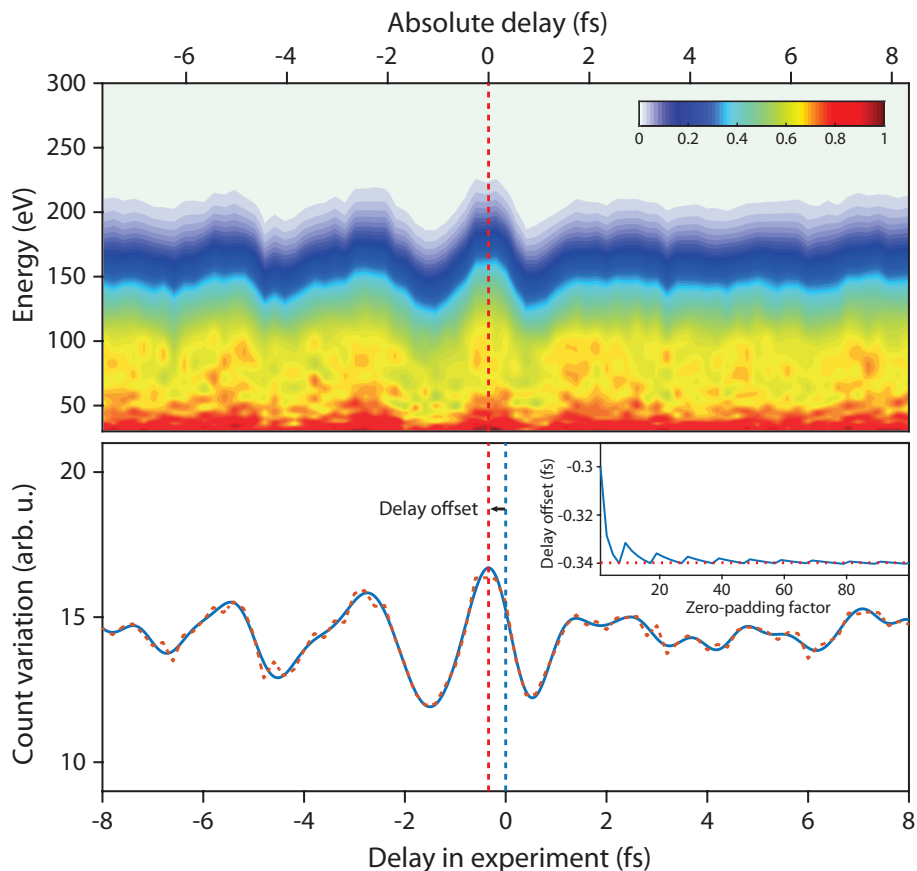 Absolute delay (fs)
-6 -4 -2 0 2 4 6 8
300
250
200
150
100
50
Energy (eV)
0 0.2 0.4 0.6 0.8 1
20
15
10
Count variation (arb. u.)
Delay offset
-0.3
-0.32
-0.34
Delay offset (fs)
20 40 60 80
Zero-padding factor
-8 -6 -4 -2 0 2 4 6 8
Delay in experiment (fs)